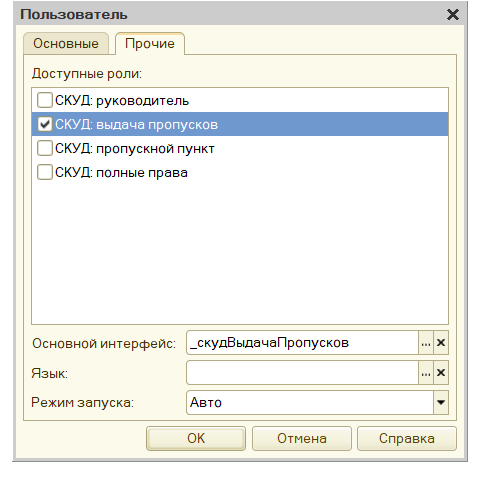 Пользователь
Основные Прочие
Доступные роли:
СКУД: руководитель
СКУД: выдача пропусков
СКУД: пропускной пункт
СКУД: полные права
Основной интерфейс: _скудВыдачаПропусков ...
Язык: ...
Режим запуска: Авто
OK Отмена Справка